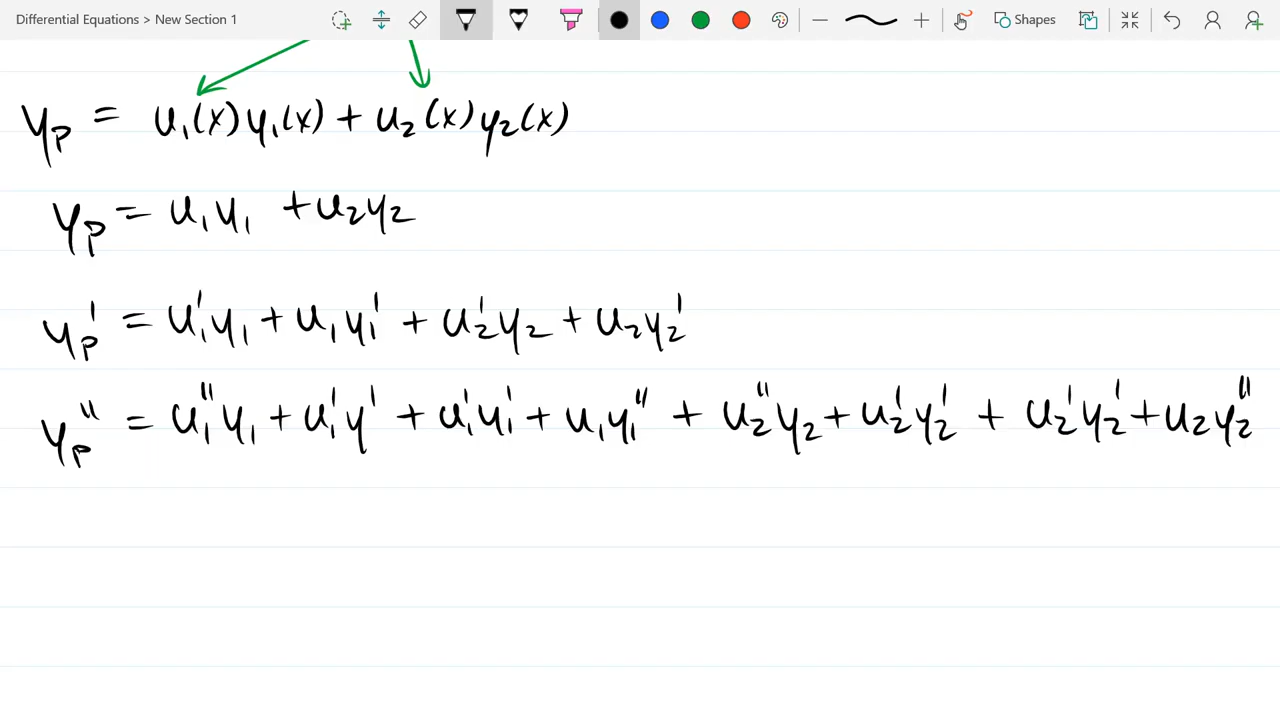 Differential Equations > New Section 1
Shapes
yp = u₁(x)y₁(x) + u₂(x)y₂(x)
yp = u₁y₁ + u₂y₂
yp' = u₁'y₁ + u₁y₁' + u₂'y₂ + u₂y₂'
yp" = u₁"y₁ + u₁'y' + u₁'y₁' + u₁y₁" + u₂"y₂ + u₂'y₂' + u₂'y₂' + u₂y₂"